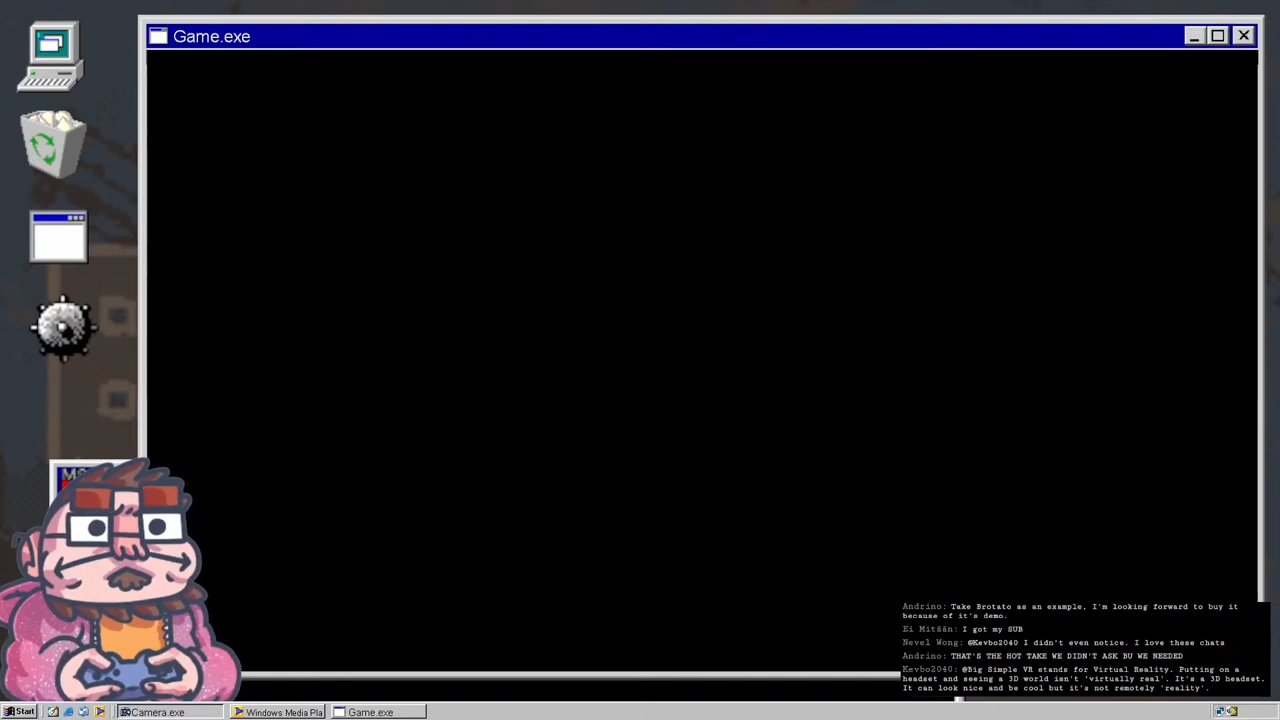 Game.exe
Andrino: Take Brotato as an example, I'm looking forward to buy it
because of it's demo.
Ei Mitään: I got my SUB
Nevel Wong: @Kevbo2040 I didn't even notice. I love these chats
Andrino: THAT'S THE HOT TAKE WE DIDN'T ASK BU WE NEEDED
Kevbo2040: @Big Simple VR stands for Virtual Reality. Putting on a
headset and seeing a 3D world isn't 'virtually real'. It's a 3D headset.
It can look nice and be cool but it's not remotely 'reality'.
Start
Camera.exe
Windows Media Pla
Game.exe